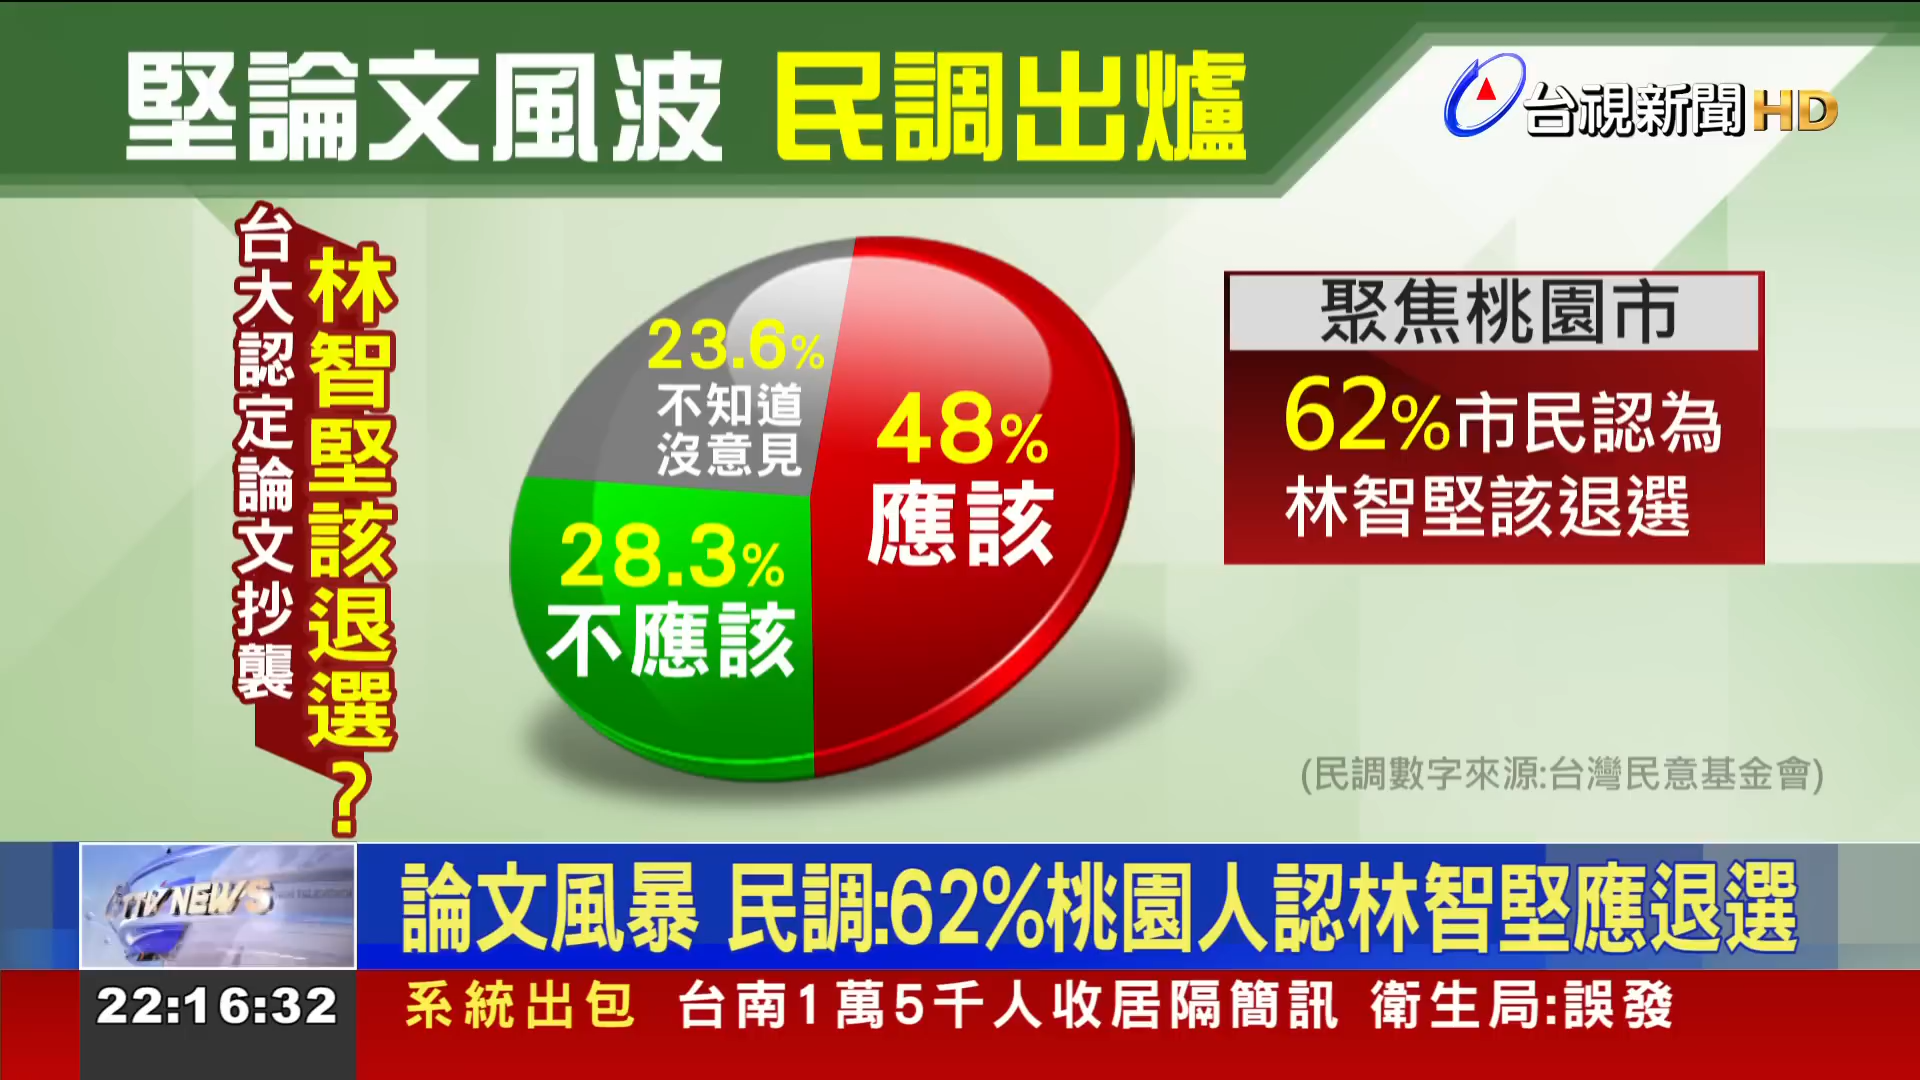 堅論文風波 民調出爐
台視新聞HD
台大認定論文抄襲
林智堅該退選?
23.6%
不知道
沒意見
48%
應該
28.3%
不應該
聚焦桃園市
62%市民認為
林智堅該退選
(民調數字來源:台灣民意基金會)
TTV NEWS
論文風暴 民調:62%桃園人認林智堅應退選
22:16:32
系統出包 台南1萬5千人收居隔簡訊 衛生局:誤發